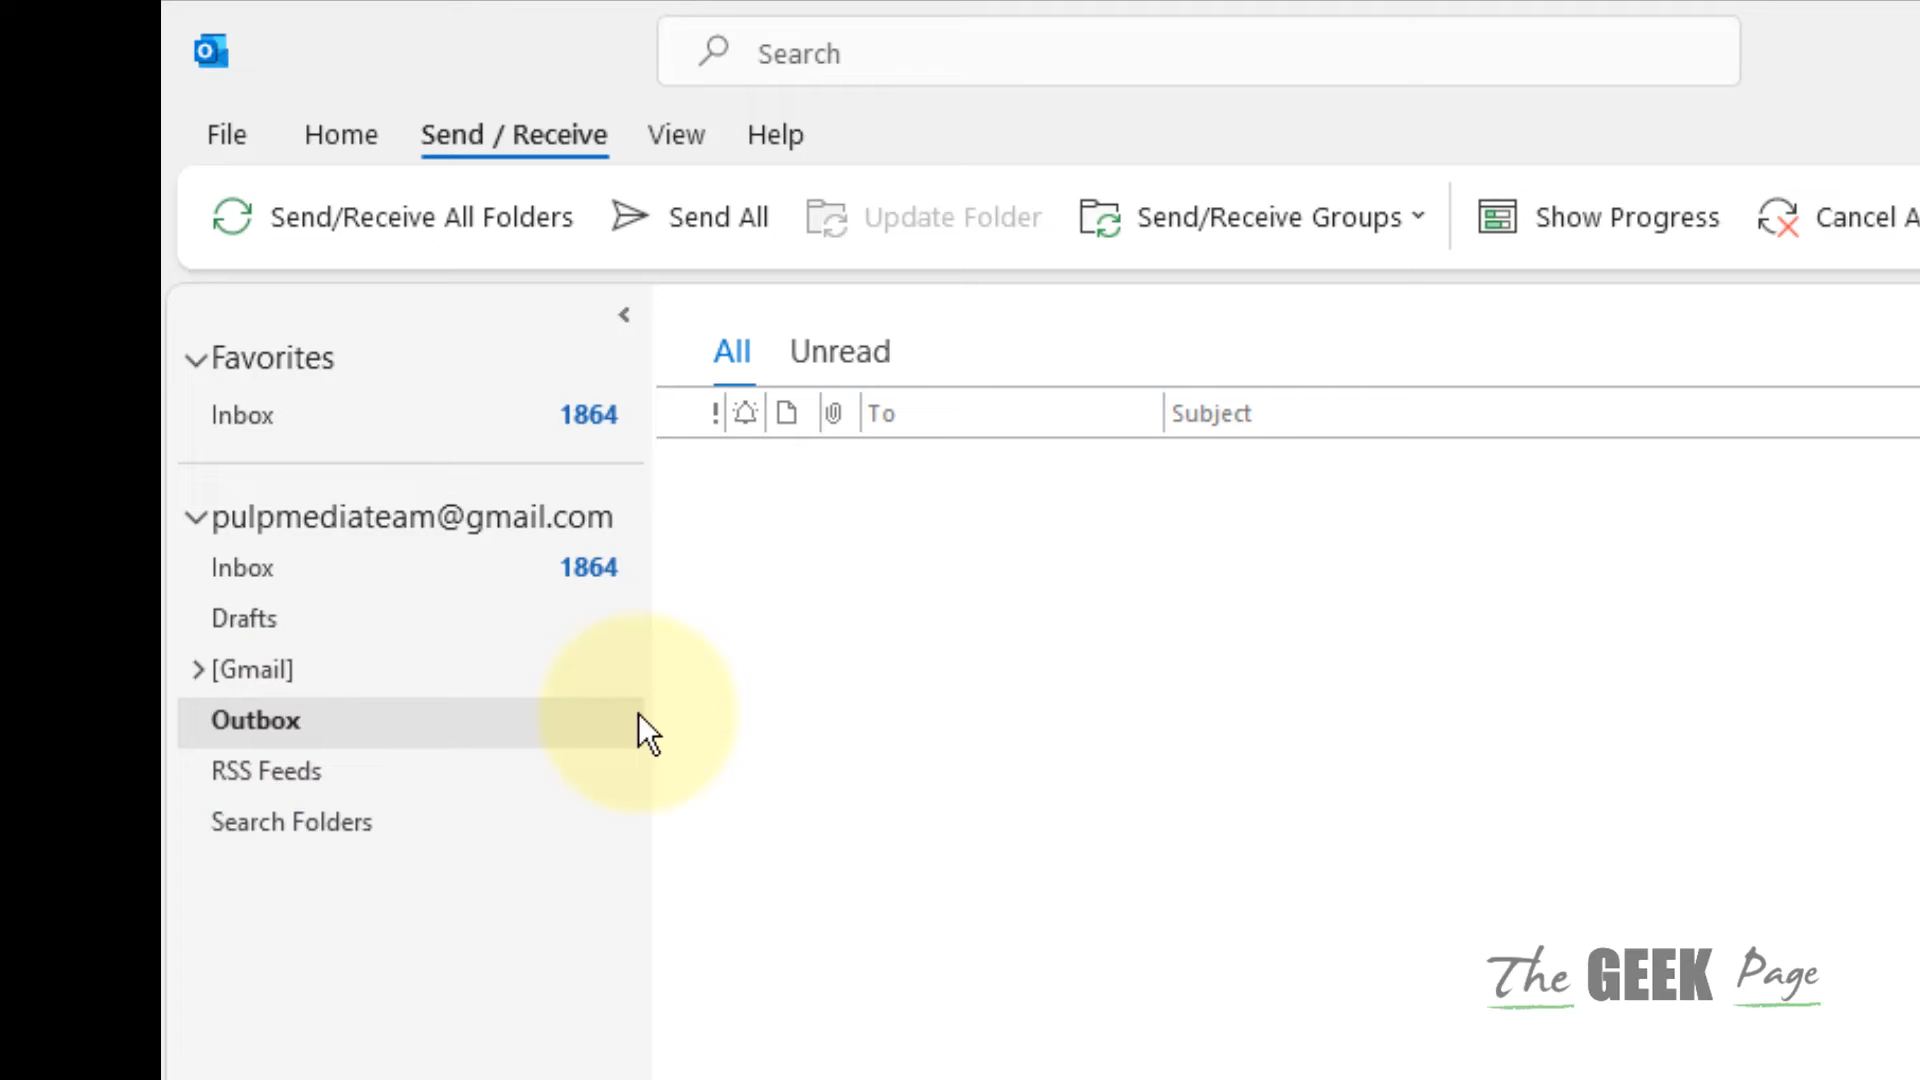 Search
File Home Send / Receive View Help
Send/Receive All Folders Send All Update Folder Send/Receive Groups Show Progress Cancel A
Favorites
Inbox 1864
pulpmediateam@gmail.com
Inbox 1864
Drafts
[Gmail]
Outbox
RSS Feeds
Search Folders
All Unread
! To Subject
The GEEK Page